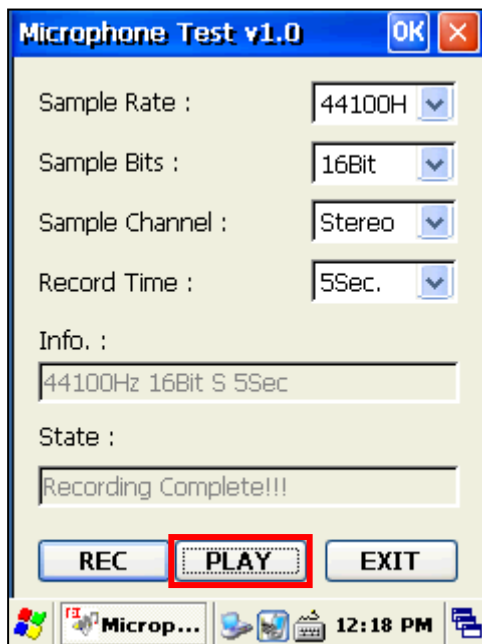 Microphone Test v1.0 OK
Sample Rate : 44100H
Sample Bits : 16Bit
Sample Channel : Stereo
Record Time : 5Sec.
Info. :
44100Hz 16Bit S 5Sec
State :
Recording Complete!!!
REC PLAY EXIT
Microp... 12:18 PM